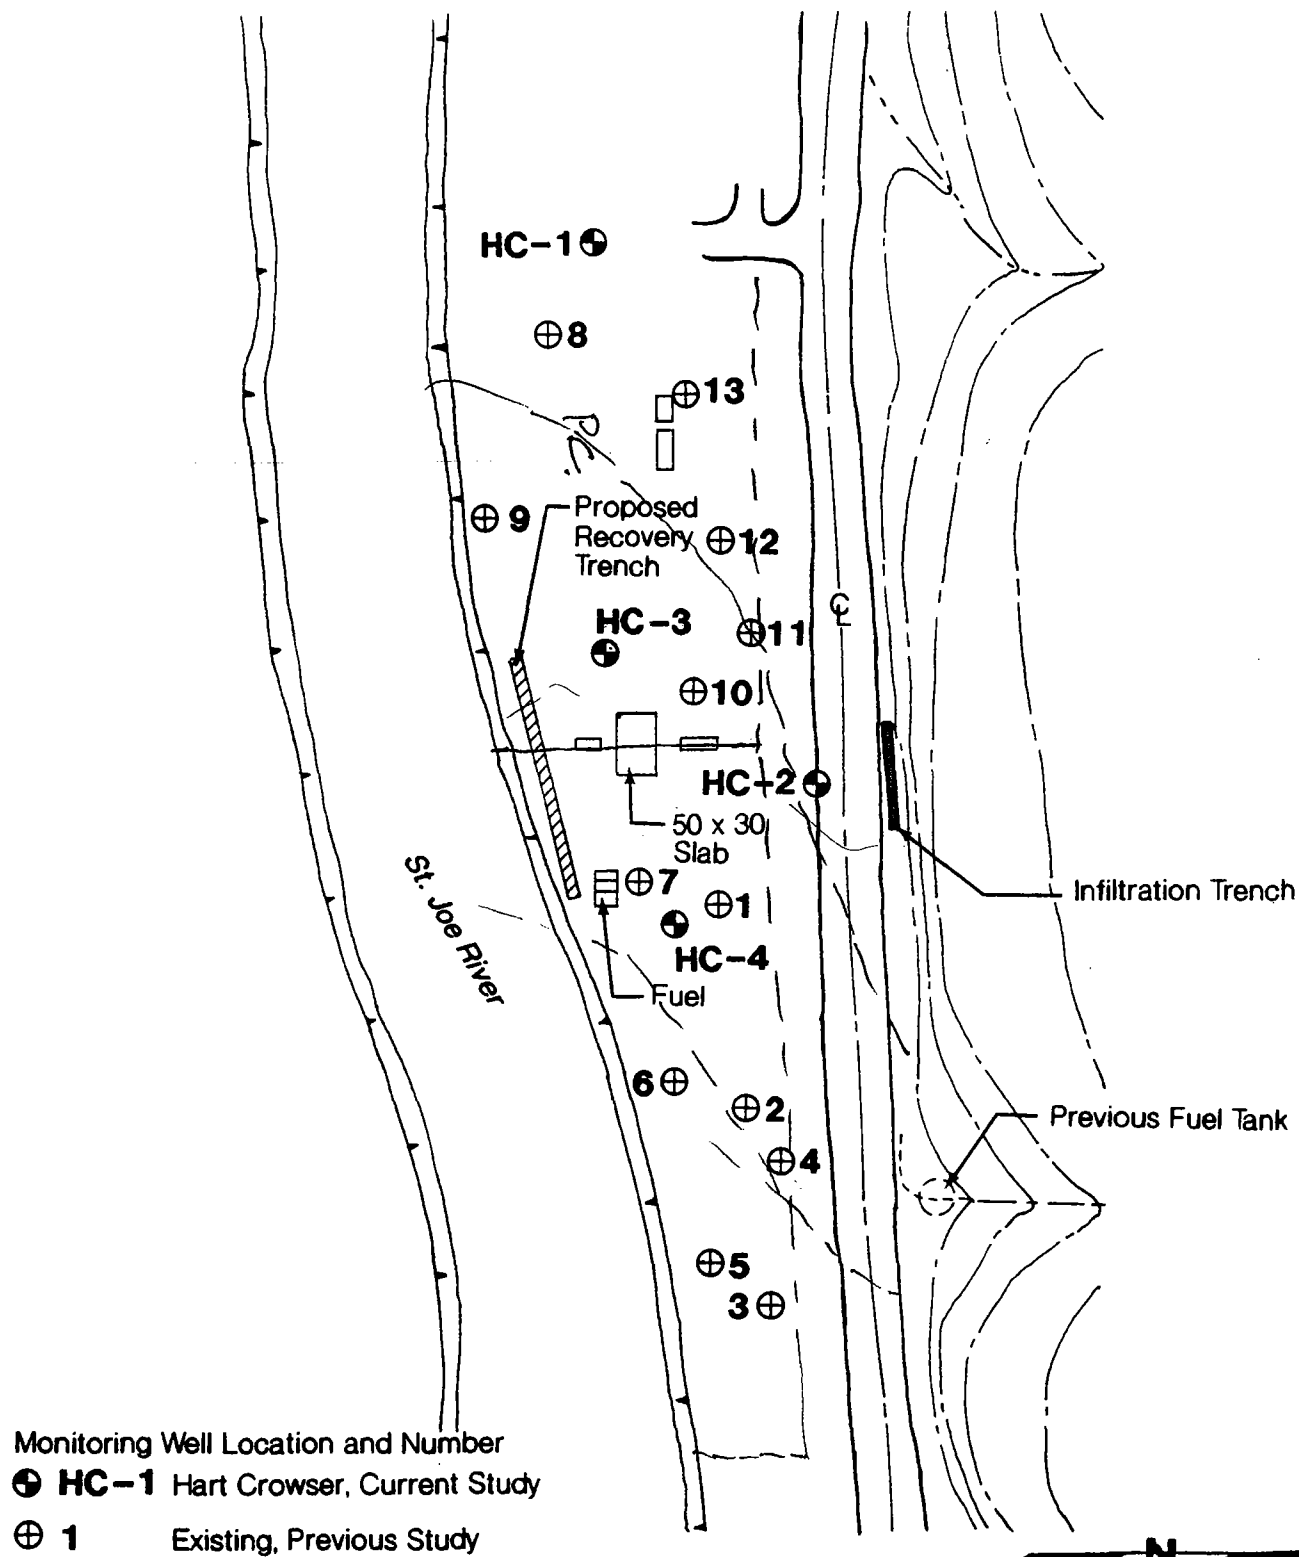 HC-1
8
13
P.C.
9
Proposed
Recovery
Trench
12
HC-3
11
℄
10
HC-2
50 x 30
Slab
7
1
HC-4
Fuel
St. Joe River
Infiltration Trench
6
2
4
Previous Fuel Tank
5
3
Monitoring Well Location and Number
HC-1 Hart Crowser, Current Study
1 Existing, Previous Study
N